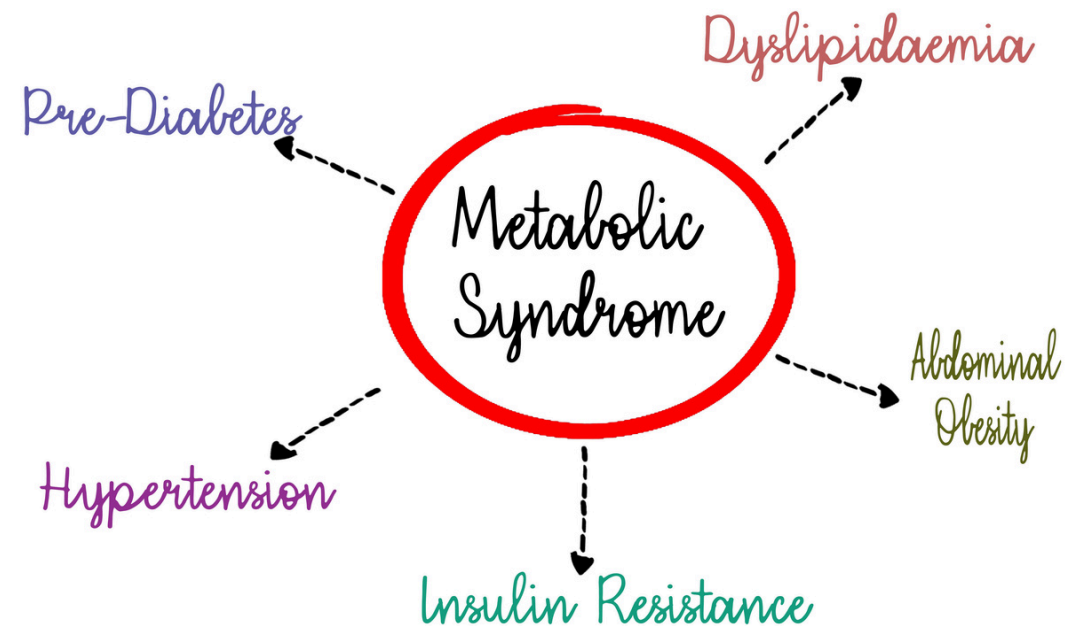 Dyslipidaemia
Pre-Diabetes
Metabolic
Syndrome
Abdominal
Obesity
Hypertension
Insulin Resistance